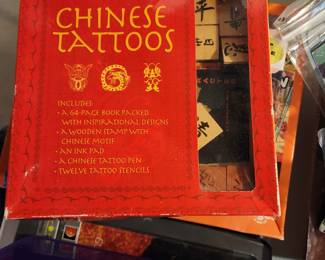 CHINESE
TATTOOS
INCLUDES:
• A 64-PAGE BOOK PACKED
WITH INSPIRATIONAL DESIGNS
• A WOODEN STAMP WITH
CHINESE MOTIF
• AN INK PAD
• A CHINESE TATTOO PEN
• TWELVE TATTOO STENCILS
平